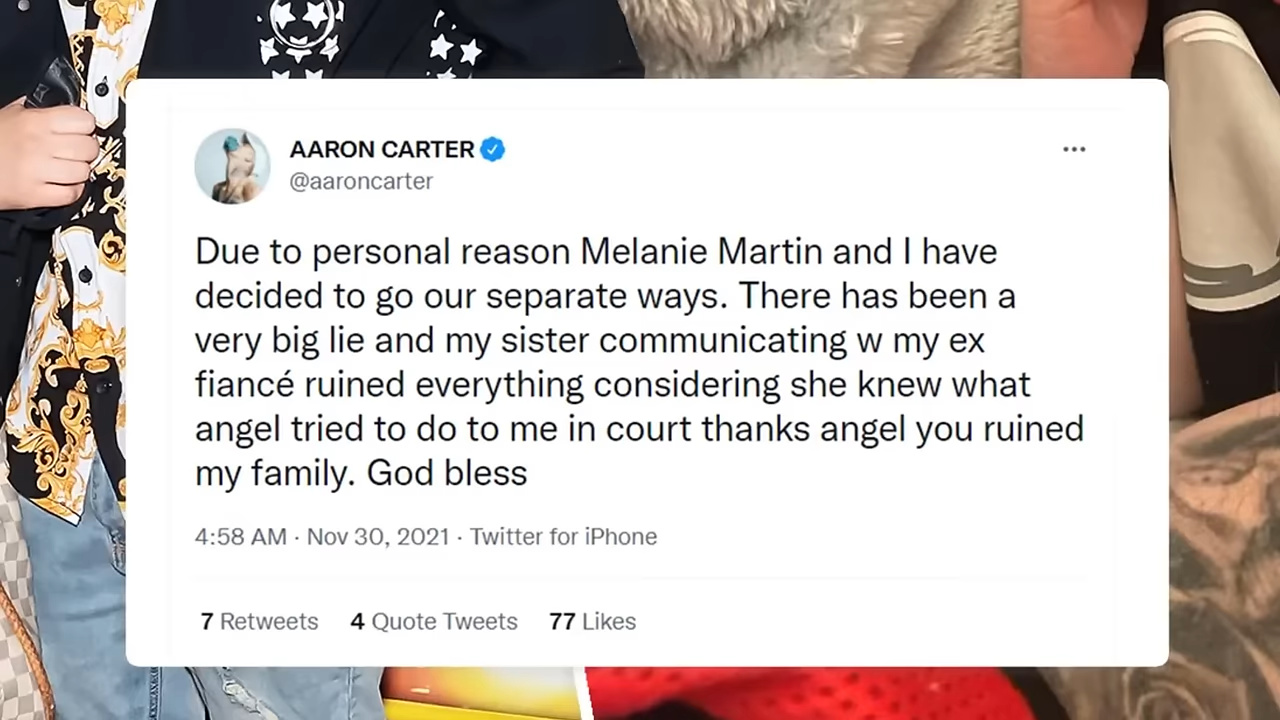 AARON CARTER
@aaroncarter
Due to personal reason Melanie Martin and I have
decided to go our separate ways. There has been a
very big lie and my sister communicating w my ex
fiancé ruined everything considering she knew what
angel tried to do to me in court thanks angel you ruined
my family. God bless
4:58 AM · Nov 30, 2021 · Twitter for iPhone
7 Retweets 4 Quote Tweets 77 Likes